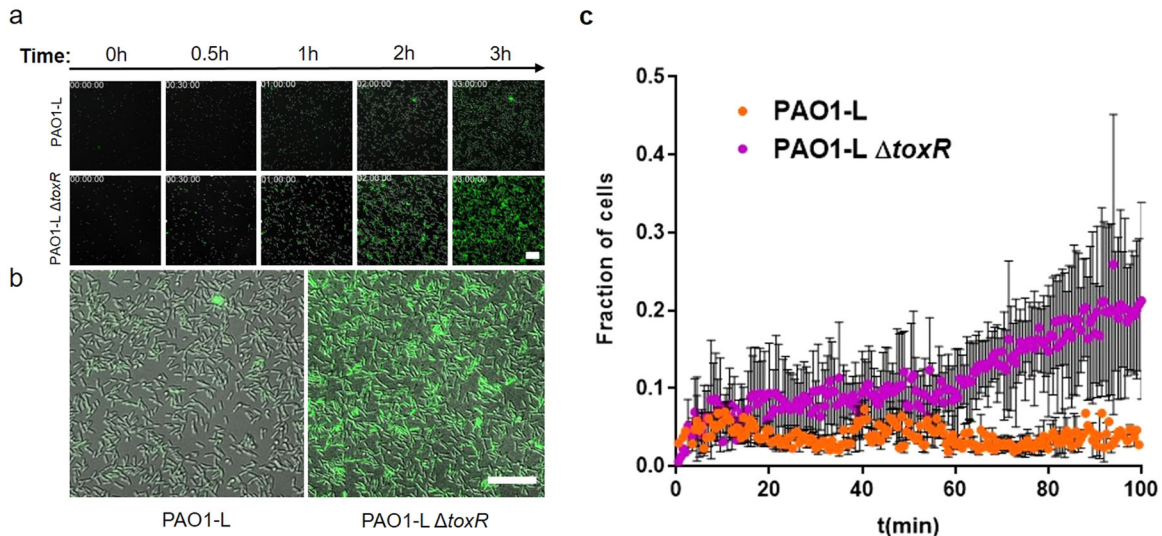 a
Time: 0h 0.5h 1h 2h 3h
PAO1-L
00:00:00 00:30:00 01:00:00 02:00:00 03:00:00
PAO1-L ΔtoxR
00:00:00 00:30:00 01:00:00 02:00:00 03:00:00
b
PAO1-L PAO1-L ΔtoxR
c
PAO1-L
PAO1-L ΔtoxR
Fraction of cells
0.5
0.4
0.3
0.2
0.1
0.0
0 20 40 60 80 100
t(min)